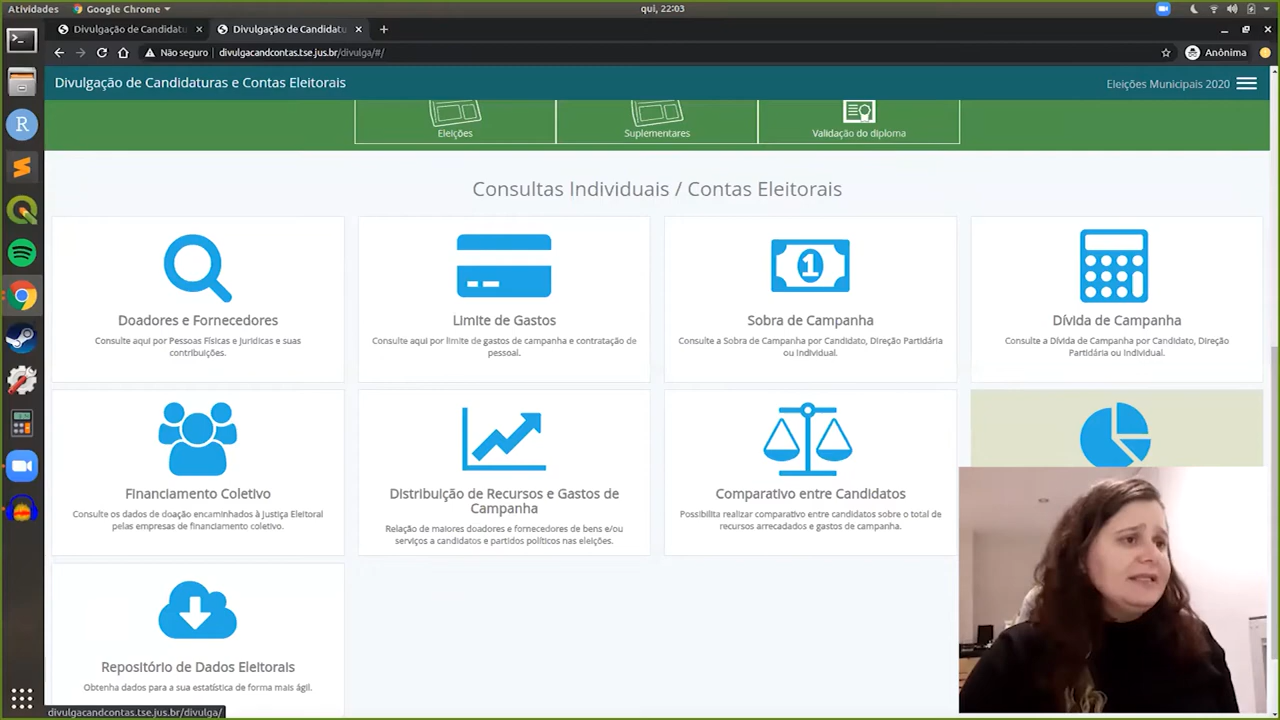 Atividades
Google Chrome
qui, 22:03
Divulgação de Candidatu
Divulgação de Candidatu
Não seguro
divulgacandcontas.tse.jus.br/divulga/#/
Anônima
Divulgação de Candidaturas e Contas Eleitorais
Eleições Municipais 2020
Eleições
Suplementares
Validação do diploma
Consultas Individuais / Contas Eleitorais
Doadores e Fornecedores
Consulte aqui por Pessoas Físicas e Jurídicas e suas
contribuições.
Limite de Gastos
Consulte aqui por limite de gastos de campanha e contratação de
pessoal.
1
Sobra de Campanha
Consulte a Sobra de Campanha por Candidato, Direção Partidária
ou Individual.
Dívida de Campanha
Consulte a Dívida de Campanha por Candidato, Direção
Partidária ou Individual.
Financiamento Coletivo
Consulte os dados de doação encaminhados à Justiça Eleitoral
pelas empresas de financiamento coletivo.
Distribuição de Recursos e Gastos de
Campanha
Relação de maiores doadores e fornecedores de bens e/ou
serviços a candidatos e partidos políticos nas eleições.
Comparativo entre Candidatos
Possibilita realizar comparativo entre candidatos sobre o total de
recursos arrecadados e gastos de campanha.
Repositório de Dados Eleitorais
Obtenha dados para a sua estatística de forma mais ágil.
divulgacandcontas.tse.jus.br/divulga/
R